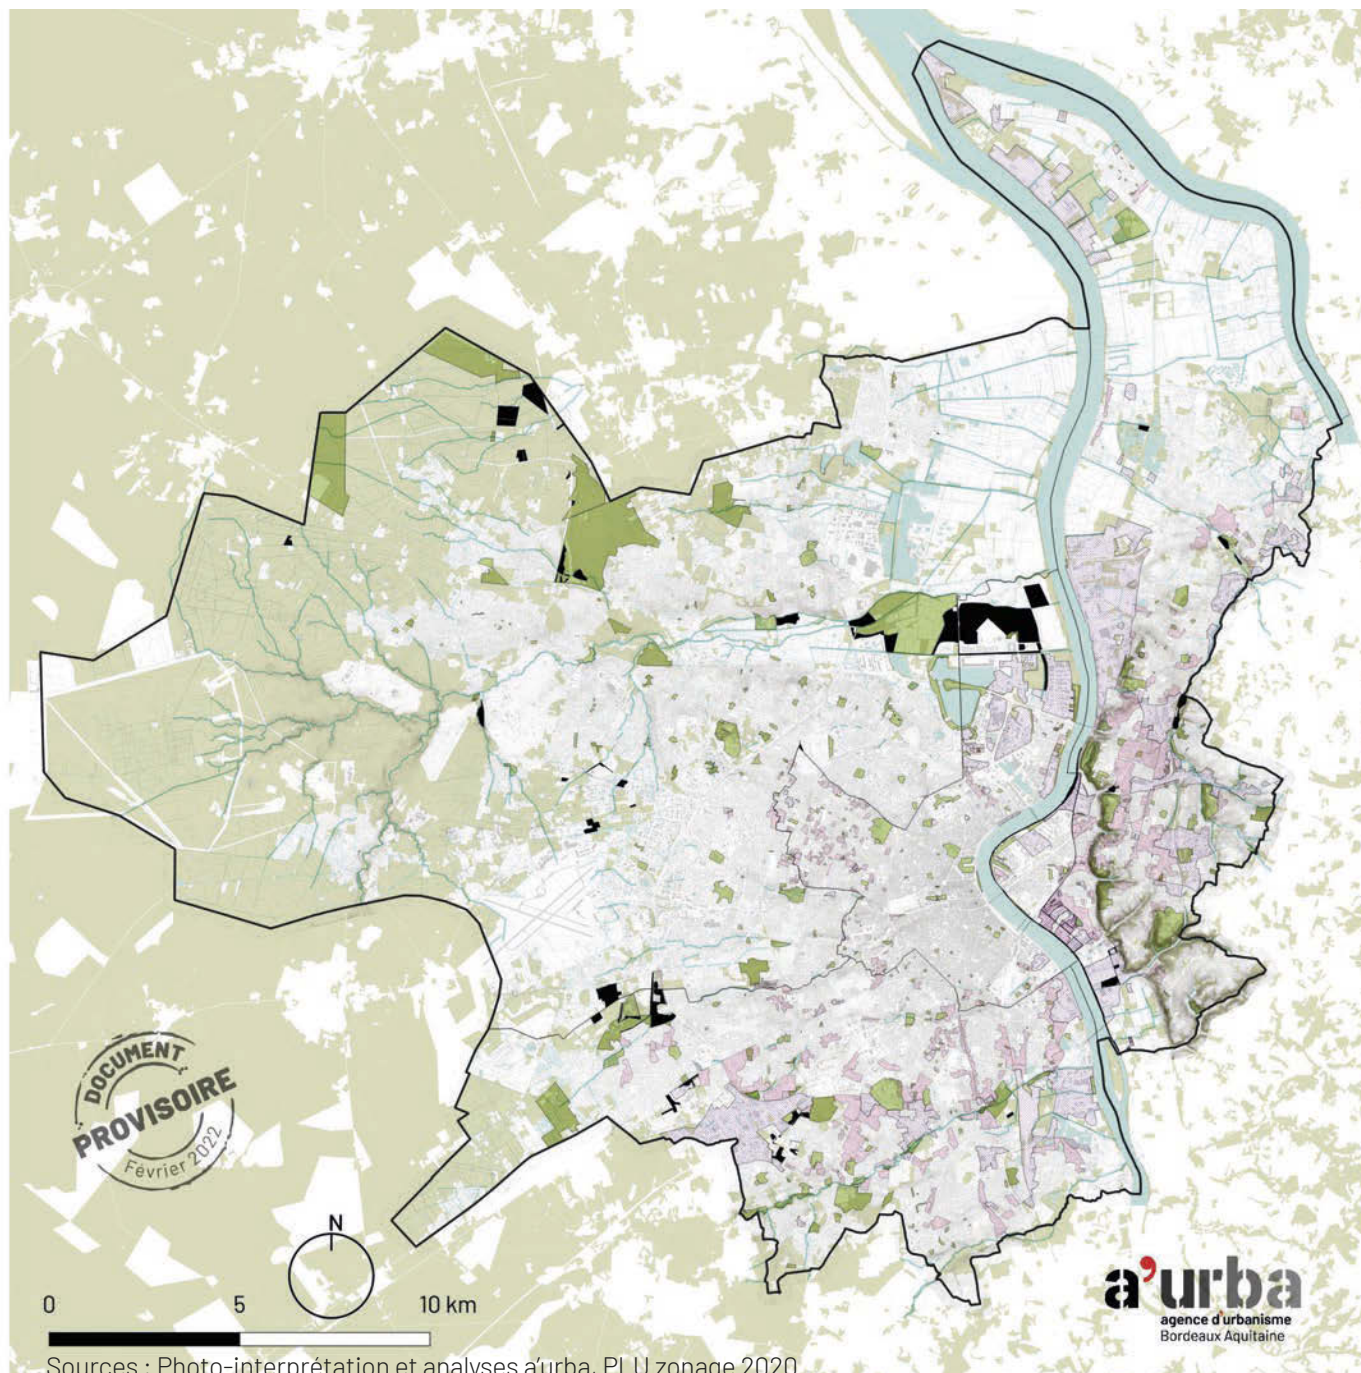 DOCUMENT
PROVISOIRE
Février 2022
N
0 5 10 km
a'urba
agence d'urbanisme
Bordeaux Aquitaine
Sources : Photo-interprétation et analyses a'urba, PLU zonage 2020